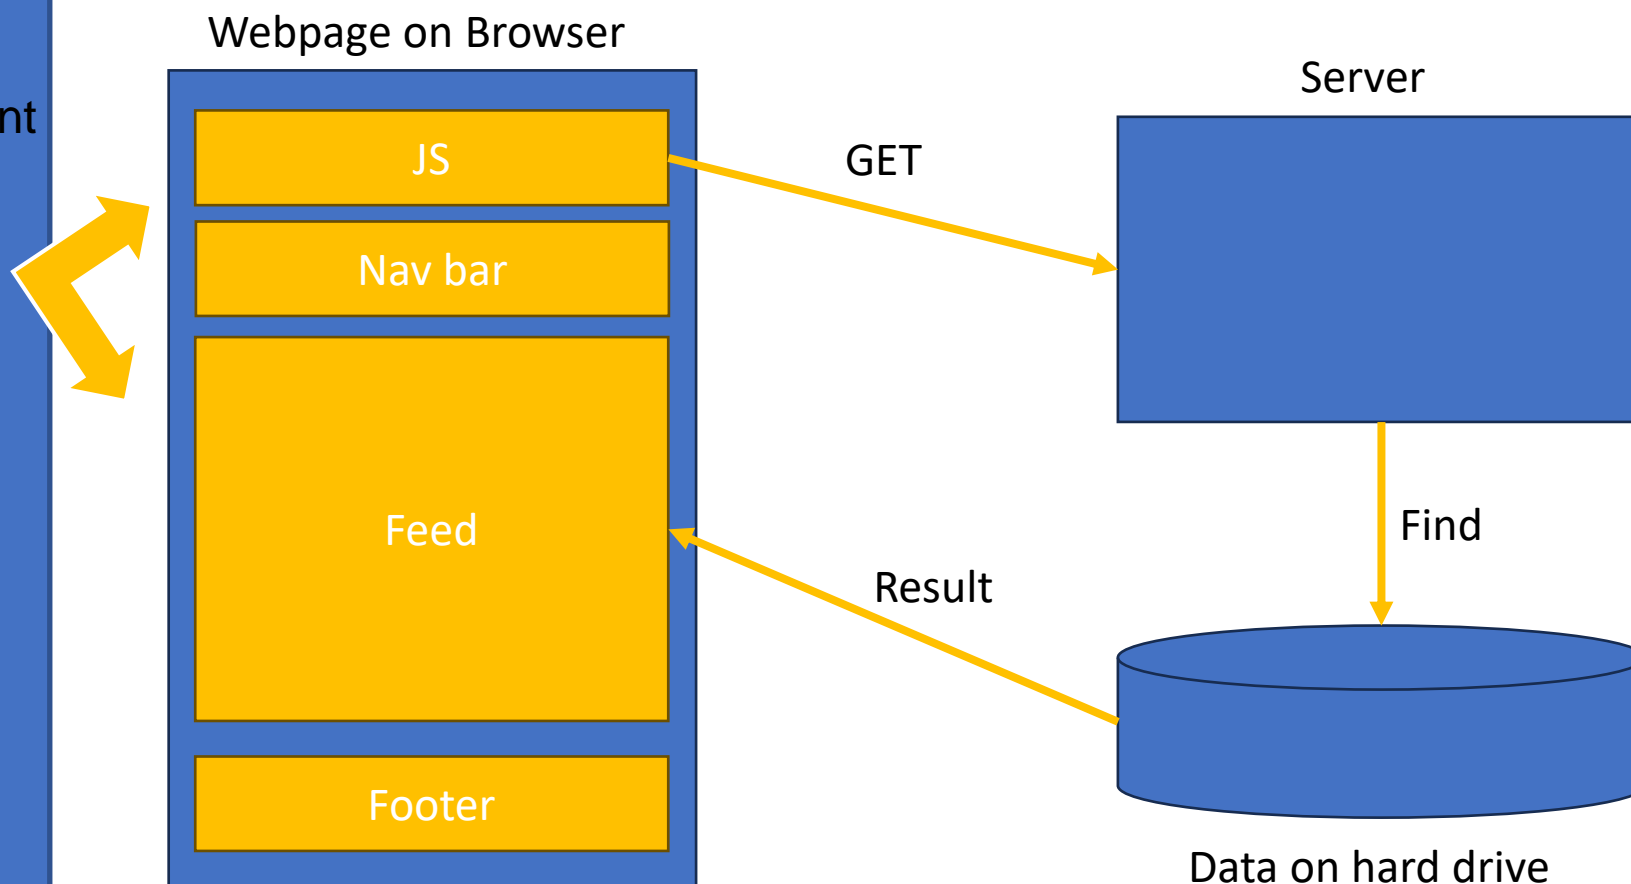 Webpage on Browser
Server
nt
JS
GET
Nav bar
Feed
Find
Result
Footer
Data on hard drive